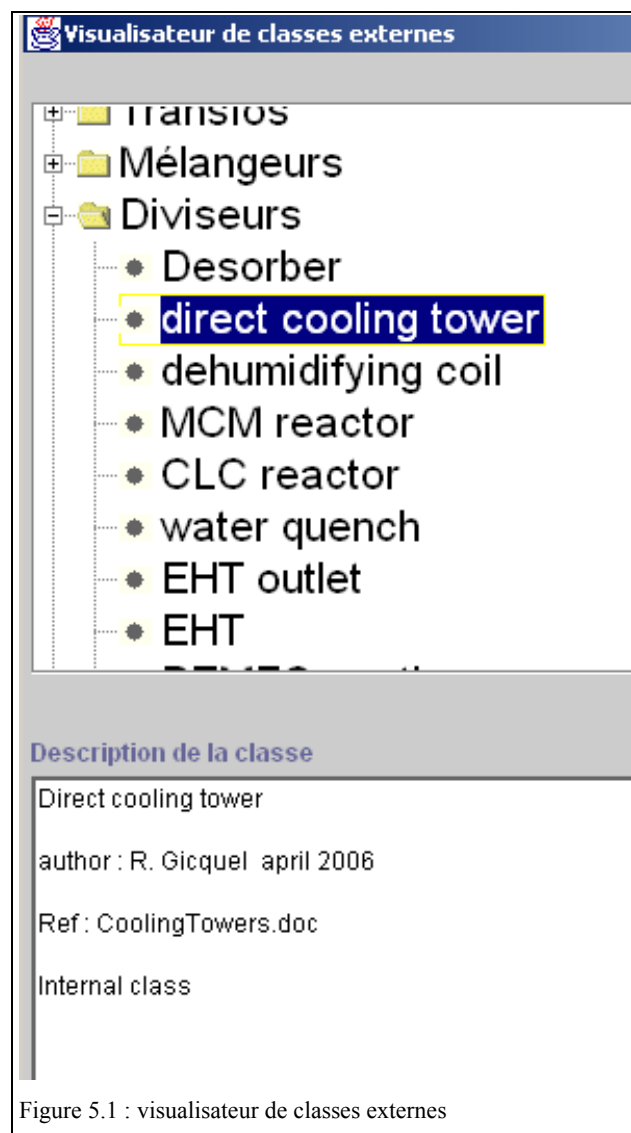 Visualisateur de classes externes
Transfos
Mélangeurs
Diviseurs
Desorber
direct cooling tower
dehumidifying coil
MCM reactor
CLC reactor
water quench
EHT outlet
EHT
Description de la classe
Direct cooling tower
author : R. Gicquel april 2006
Ref : CoolingTowers.doc
Internal class
Figure 5.1 : visualisateur de classes externes